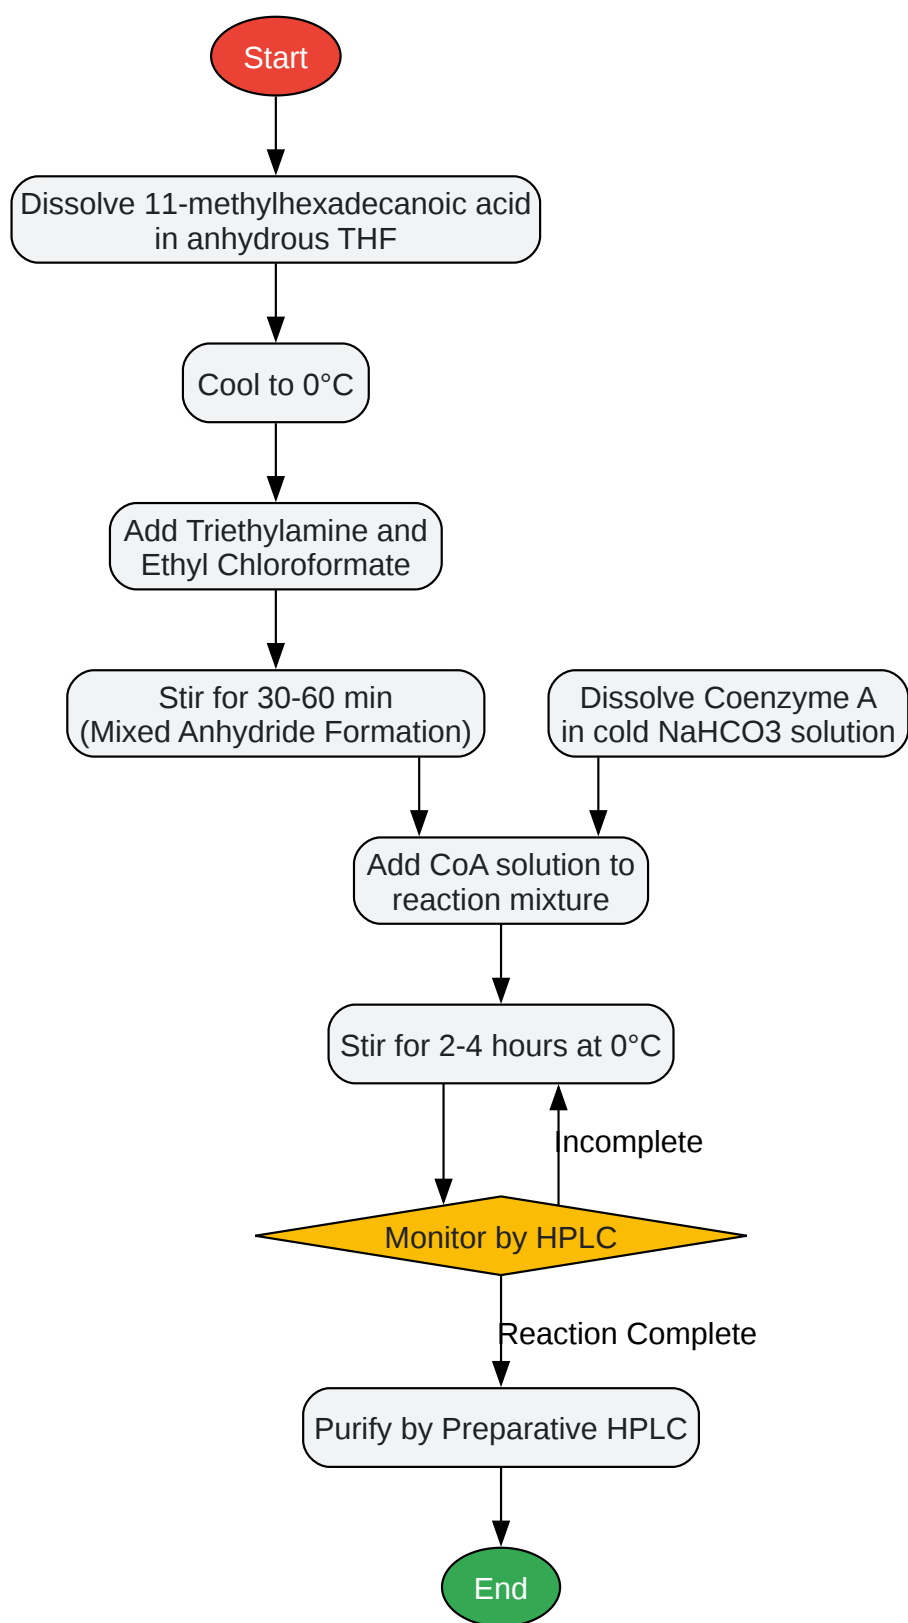 Start
Dissolve 11-methylhexadecanoic acid
in anhydrous THF
Cool to 0°C
Add Triethylamine and
Ethyl Chloroformate
Stir for 30-60 min
(Mixed Anhydride Formation)
Dissolve Coenzyme A
in cold NaHCO3 solution
Add CoA solution to
reaction mixture
Stir for 2-4 hours at 0°C
Incomplete
Monitor by HPLC
Reaction Complete
Purify by Preparative HPLC
End